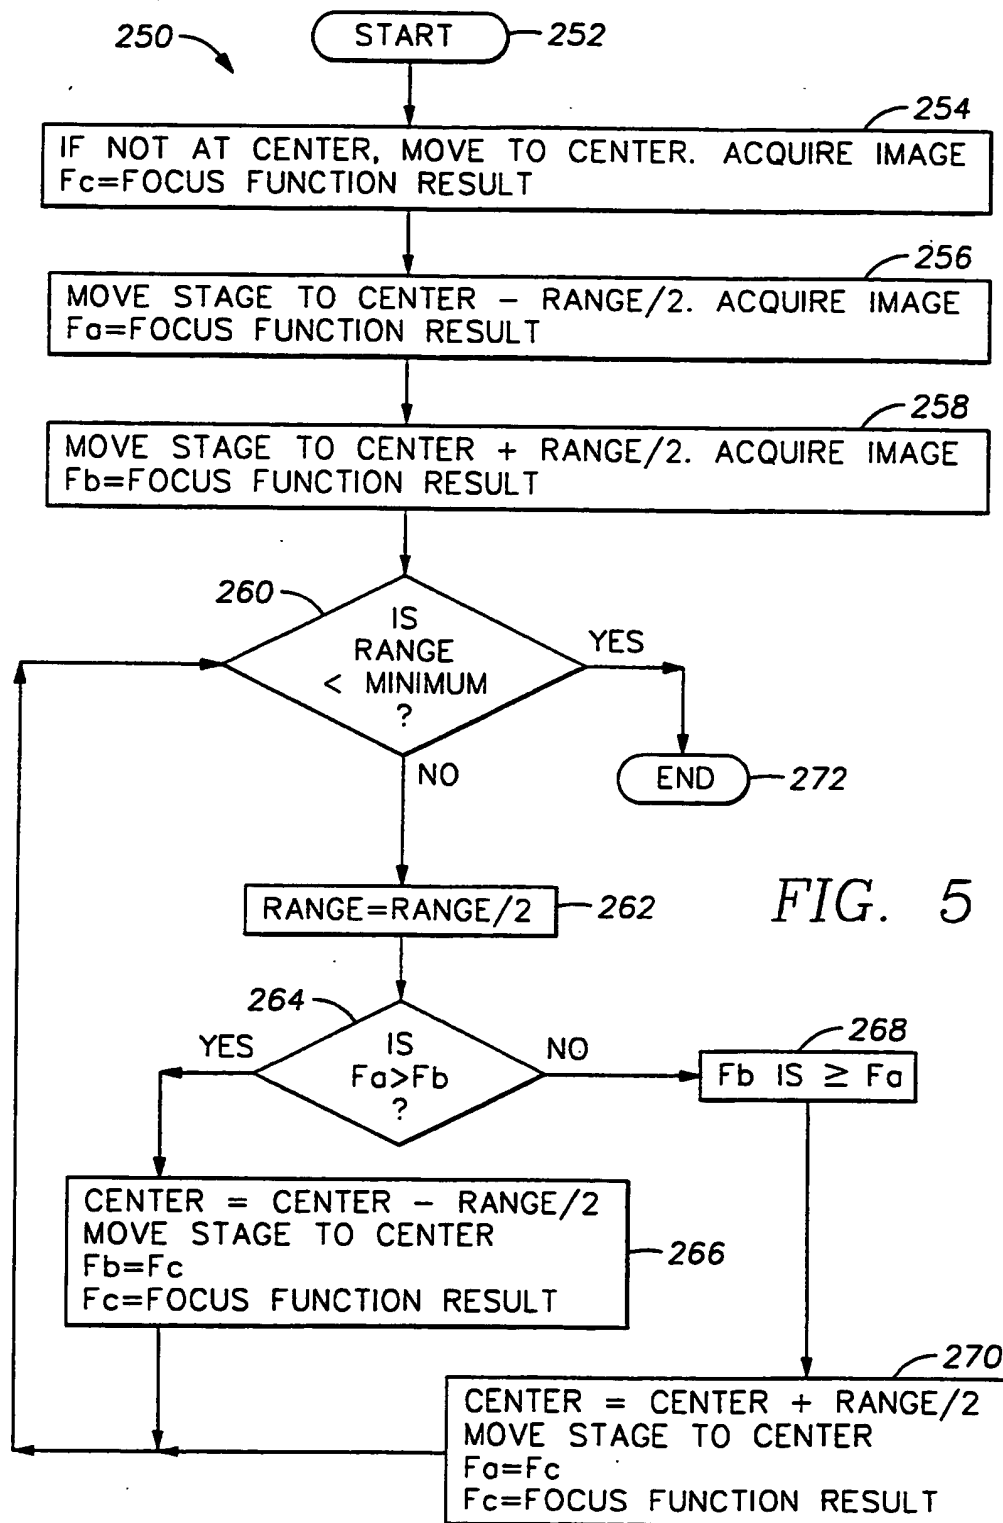 250
START
252
254
IF NOT AT CENTER, MOVE TO CENTER. ACQUIRE IMAGE
Fc=FOCUS FUNCTION RESULT
256
MOVE STAGE TO CENTER – RANGE/2. ACQUIRE IMAGE
Fa=FOCUS FUNCTION RESULT
258
MOVE STAGE TO CENTER + RANGE/2. ACQUIRE IMAGE
Fb=FOCUS FUNCTION RESULT
260
IS
RANGE
< MINIMUM
?
YES
NO
END
272
RANGE=RANGE/2
262
FIG. 5
264
IS
Fa>Fb
?
YES
NO
268
Fb IS ≥ Fa
CENTER = CENTER – RANGE/2
MOVE STAGE TO CENTER
Fb=Fc
Fc=FOCUS FUNCTION RESULT
266
270
CENTER = CENTER + RANGE/2
MOVE STAGE TO CENTER
Fa=Fc
Fc=FOCUS FUNCTION RESULT